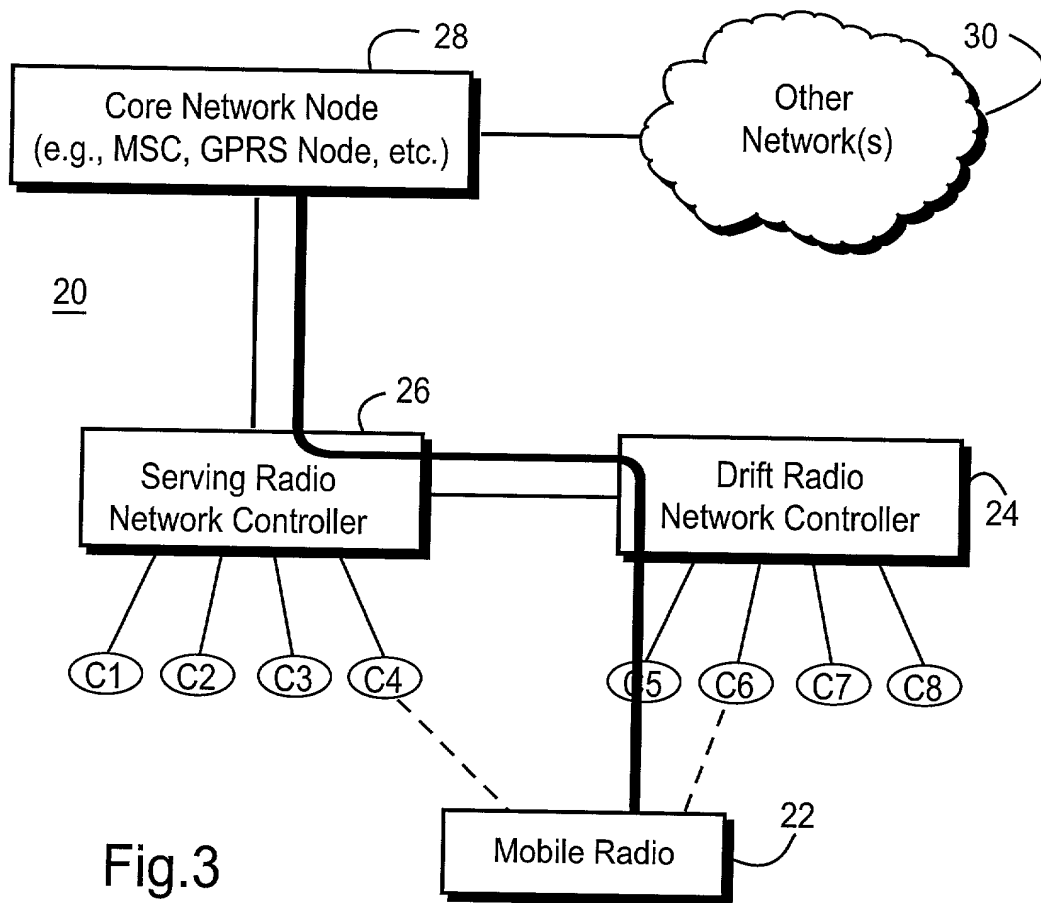 28
30
Core Network Node
(e.g., MSC, GPRS Node, etc.)
Other
Network(s)
20
26
Serving Radio
Network Controller
Drift Radio
Network Controller
24
C1
C2
C3
C4
C5
C6
C7
C8
22
Mobile Radio
Fig.3